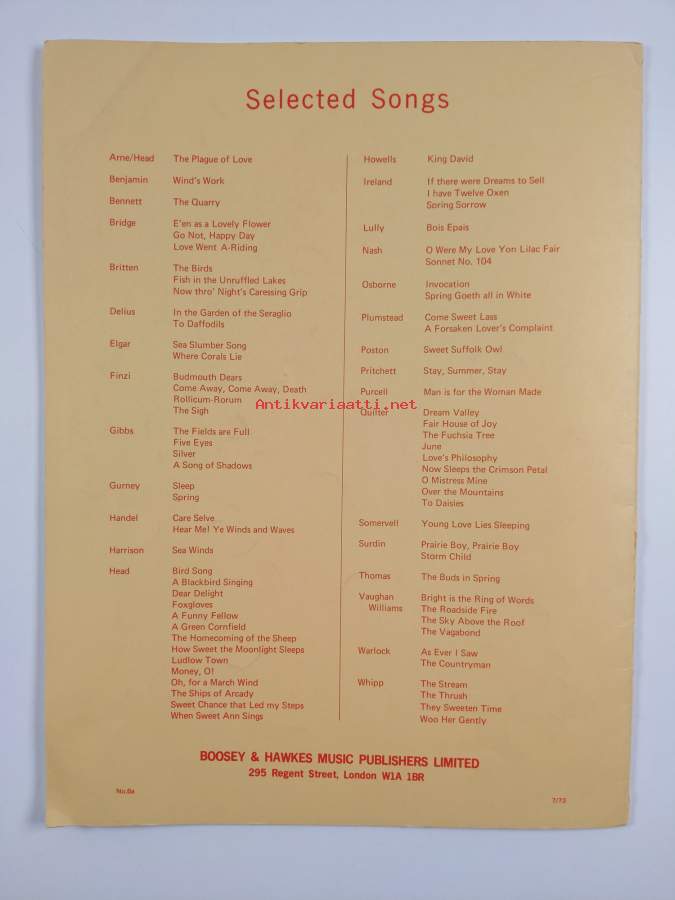 Selected Songs
Arne/Head The Plague of Love
Benjamin Wind's Work
Bennett The Quarry
Bridge E'en as a Lovely Flower
Go Not, Happy Day
Love Went A-Riding
Britten The Birds
Fish in the Unruffled Lakes
Now thro' Night's Caressing Grip
Delius In the Garden of the Seraglio
To Daffodils
Elgar Sea Slumber Song
Where Corals Lie
Finzi Budmouth Dears
Come Away, Come Away, Death
Rollicum-Rorum
The Sigh
Gibbs The Fields are Full
Five Eyes
Silver
A Song of Shadows
Gurney Sleep
Spring
Handel Care Selve
Hear Me! Ye Winds and Waves
Harrison Sea Winds
Head Bird Song
A Blackbird Singing
Dear Delight
Foxgloves
A Funny Fellow
A Green Cornfield
The Homecoming of the Sheep
How Sweet the Moonlight Sleeps
Ludlow Town
Money, O!
Oh, for a March Wind
The Ships of Arcady
Sweet Chance that Led my Steps
When Sweet Ann Sings
Howells King David
Ireland If there were Dreams to Sell
I have Twelve Oxen
Spring Sorrow
Lully Bois Epais
Nash O Were My Love Yon Lilac Fair
Sonnet No. 104
Osborne Invocation
Spring Goeth all in White
Plumstead Come Sweet Lass
A Forsaken Lover's Complaint
Poston Sweet Suffolk Owl
Pritchett Stay, Summer, Stay
Purcell Man is for the Woman Made
Antikvariaatti.net
Quilter Dream Valley
Fair House of Joy
The Fuchsia Tree
June
Love's Philosophy
Now Sleeps the Crimson Petal
O Mistress Mine
Over the Mountains
To Daisies
Somervell Young Love Lies Sleeping
Surdin Prairie Boy, Prairie Boy
Storm Child
Thomas The Buds in Spring
Vaughan Bright is the Ring of Words
Williams The Roadside Fire
The Sky Above the Roof
The Vagabond
Warlock As Ever I Saw
The Countryman
Whipp The Stream
The Thrush
They Sweeten Time
Woo Her Gently
BOOSEY & HAWKES MUSIC PUBLISHERS LIMITED
295 Regent Street, London W1A 1BR
No.8a
7/73